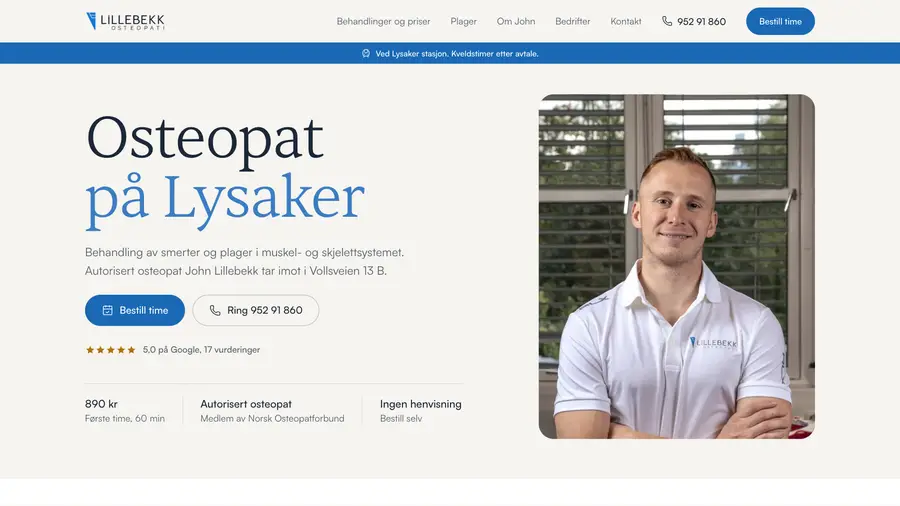 LILLEBEKK
OSTEOPATI
Behandlinger og priser
Plager
Om John
Bedrifter
Kontakt
952 91 860
Bestill time
Ved Lysaker stasjon. Kveldstimer etter avtale.
Osteopat
på Lysaker
Behandling av smerter og plager i muskel- og skjelettsystemet.
Autorisert osteopat John Lillebekk tar imot i Vollsveien 13 B.
Bestill time
Ring 952 91 860
5,0 på Google, 17 vurderinger
890 kr
Første time, 60 min
Autorisert osteopat
Medlem av Norsk Osteopatforbund
Ingen henvisning
Bestill selv
LILLEBEKK